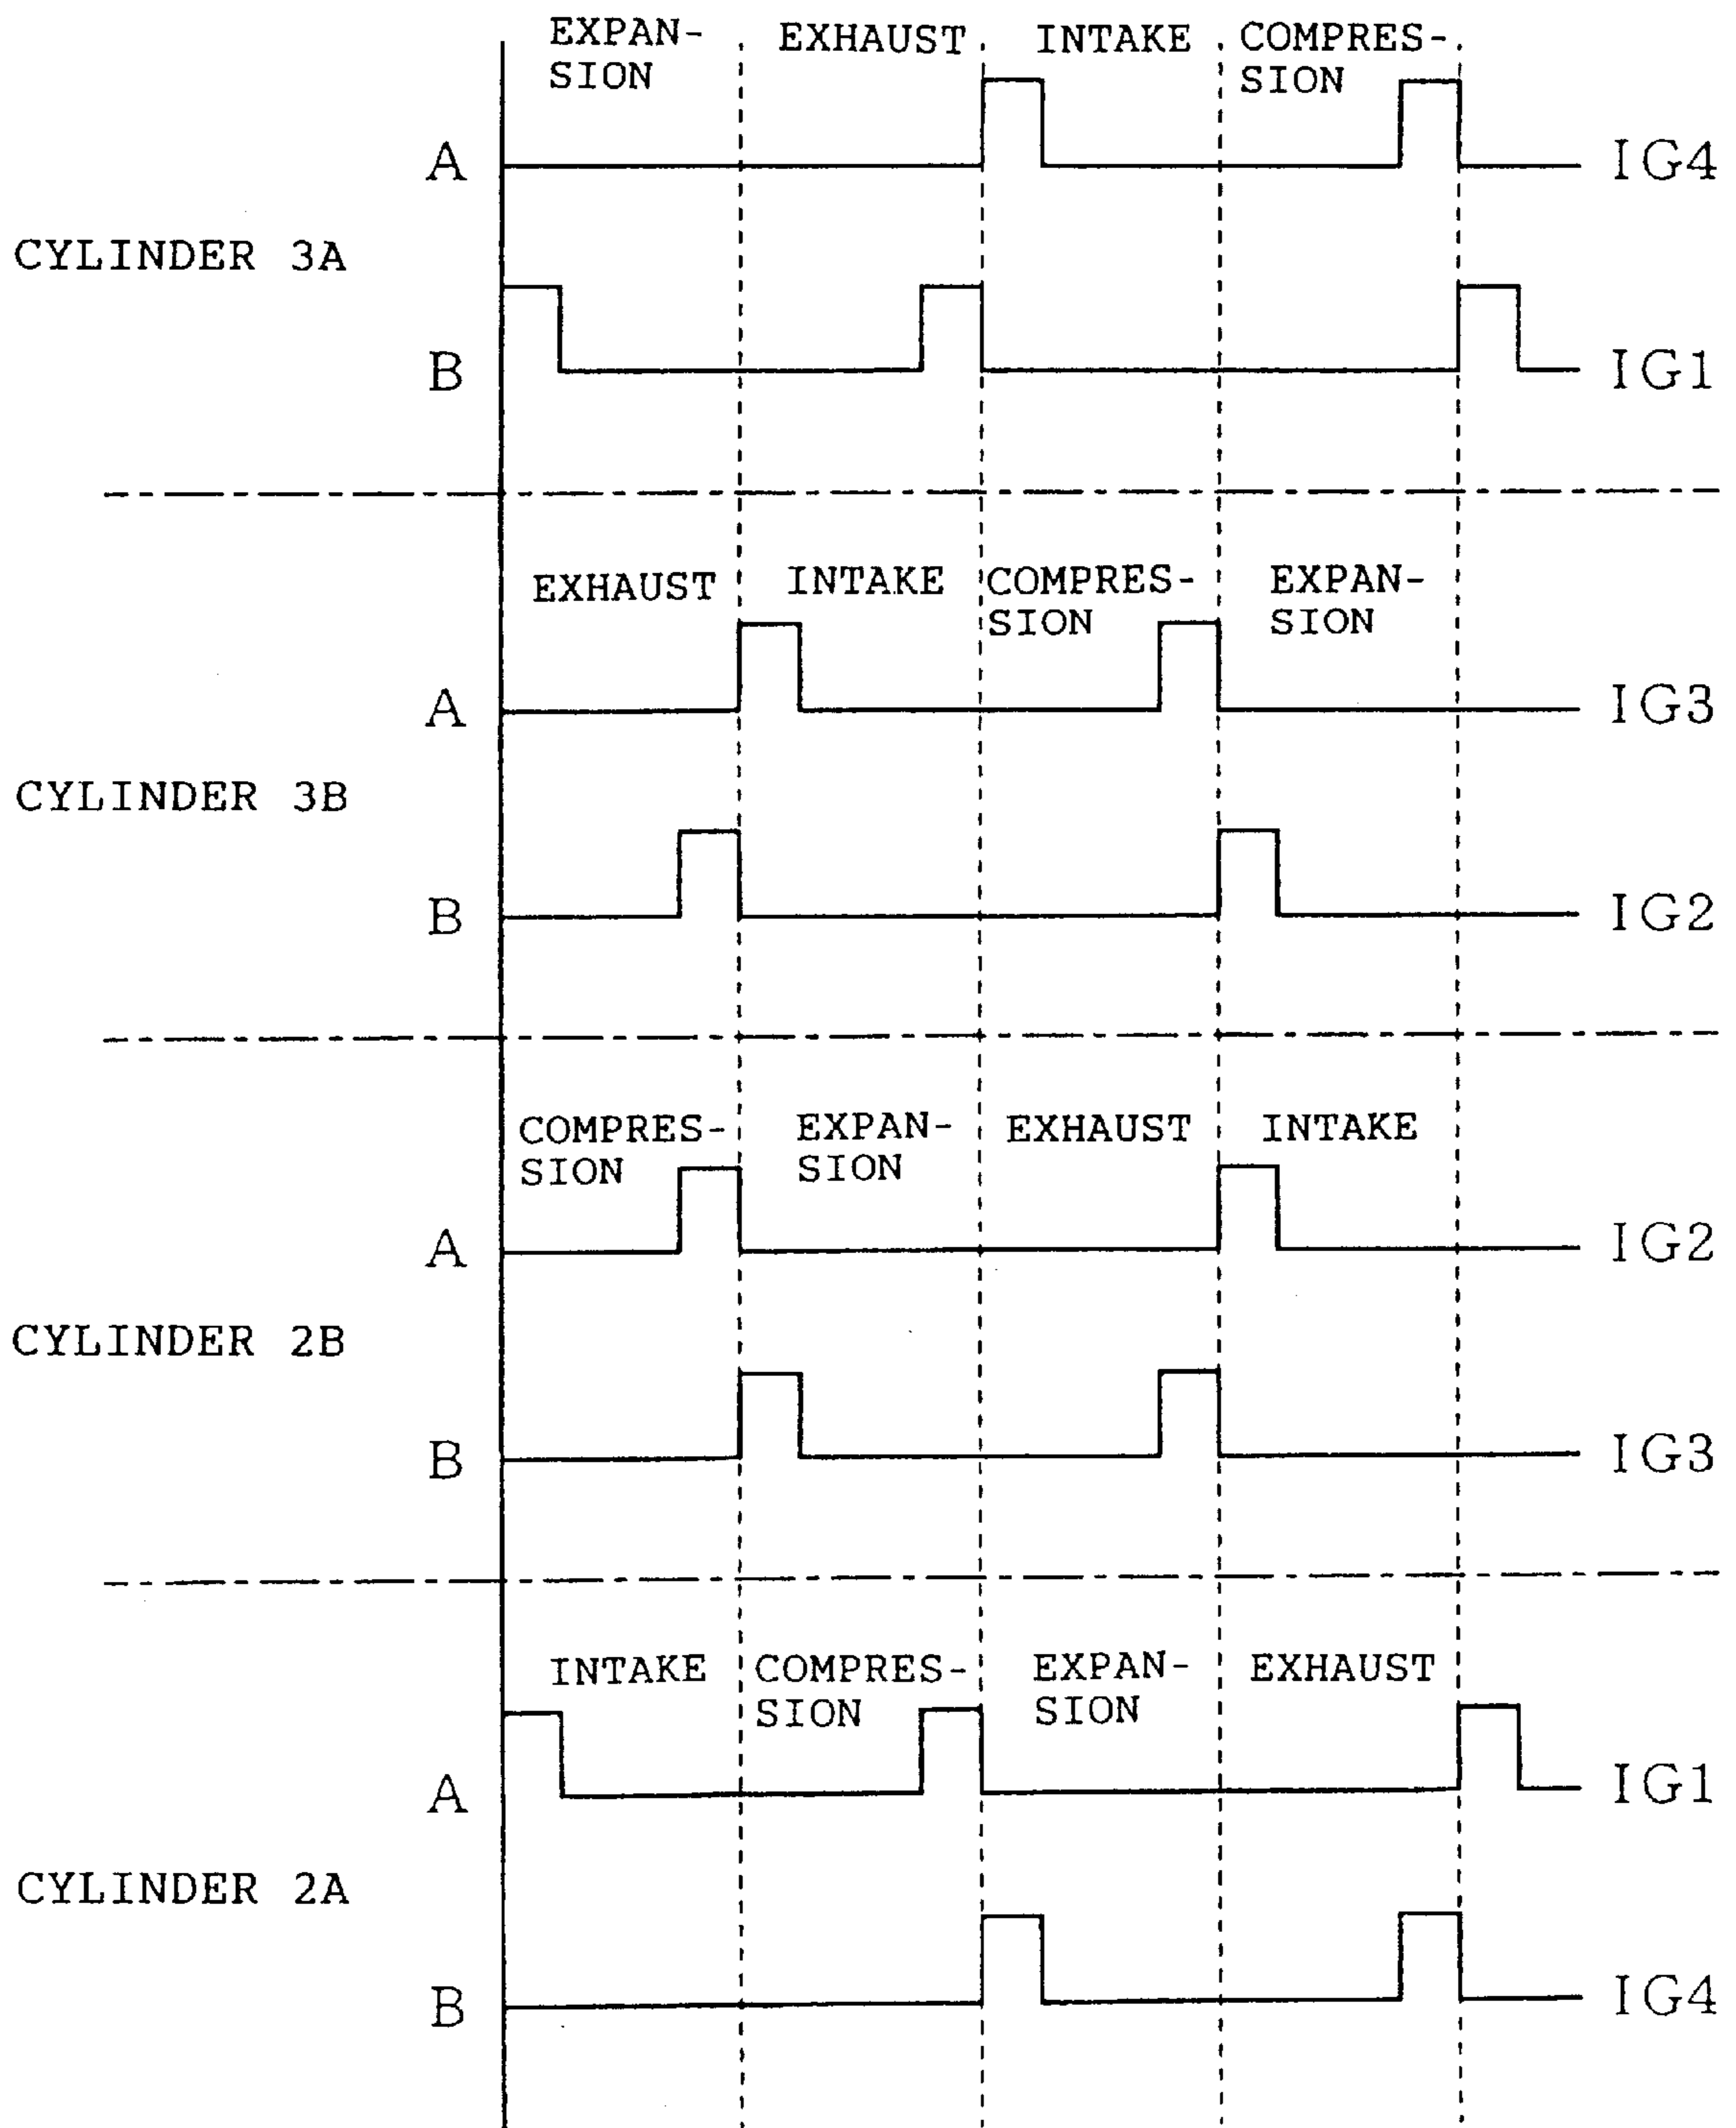 EXPAN-
SION
EXHAUST
INTAKE
COMPRES-
SION
A
IG4
CYLINDER 3A
B
IG1
EXHAUST
INTAKE
COMPRES-
SION
EXPAN-
SION
A
IG3
CYLINDER 3B
B
IG2
COMPRES-
SION
EXPAN-
SION
EXHAUST
INTAKE
A
IG2
CYLINDER 2B
B
IG3
INTAKE
COMPRES-
SION
EXPAN-
SION
EXHAUST
A
IG1
CYLINDER 2A
B
IG4